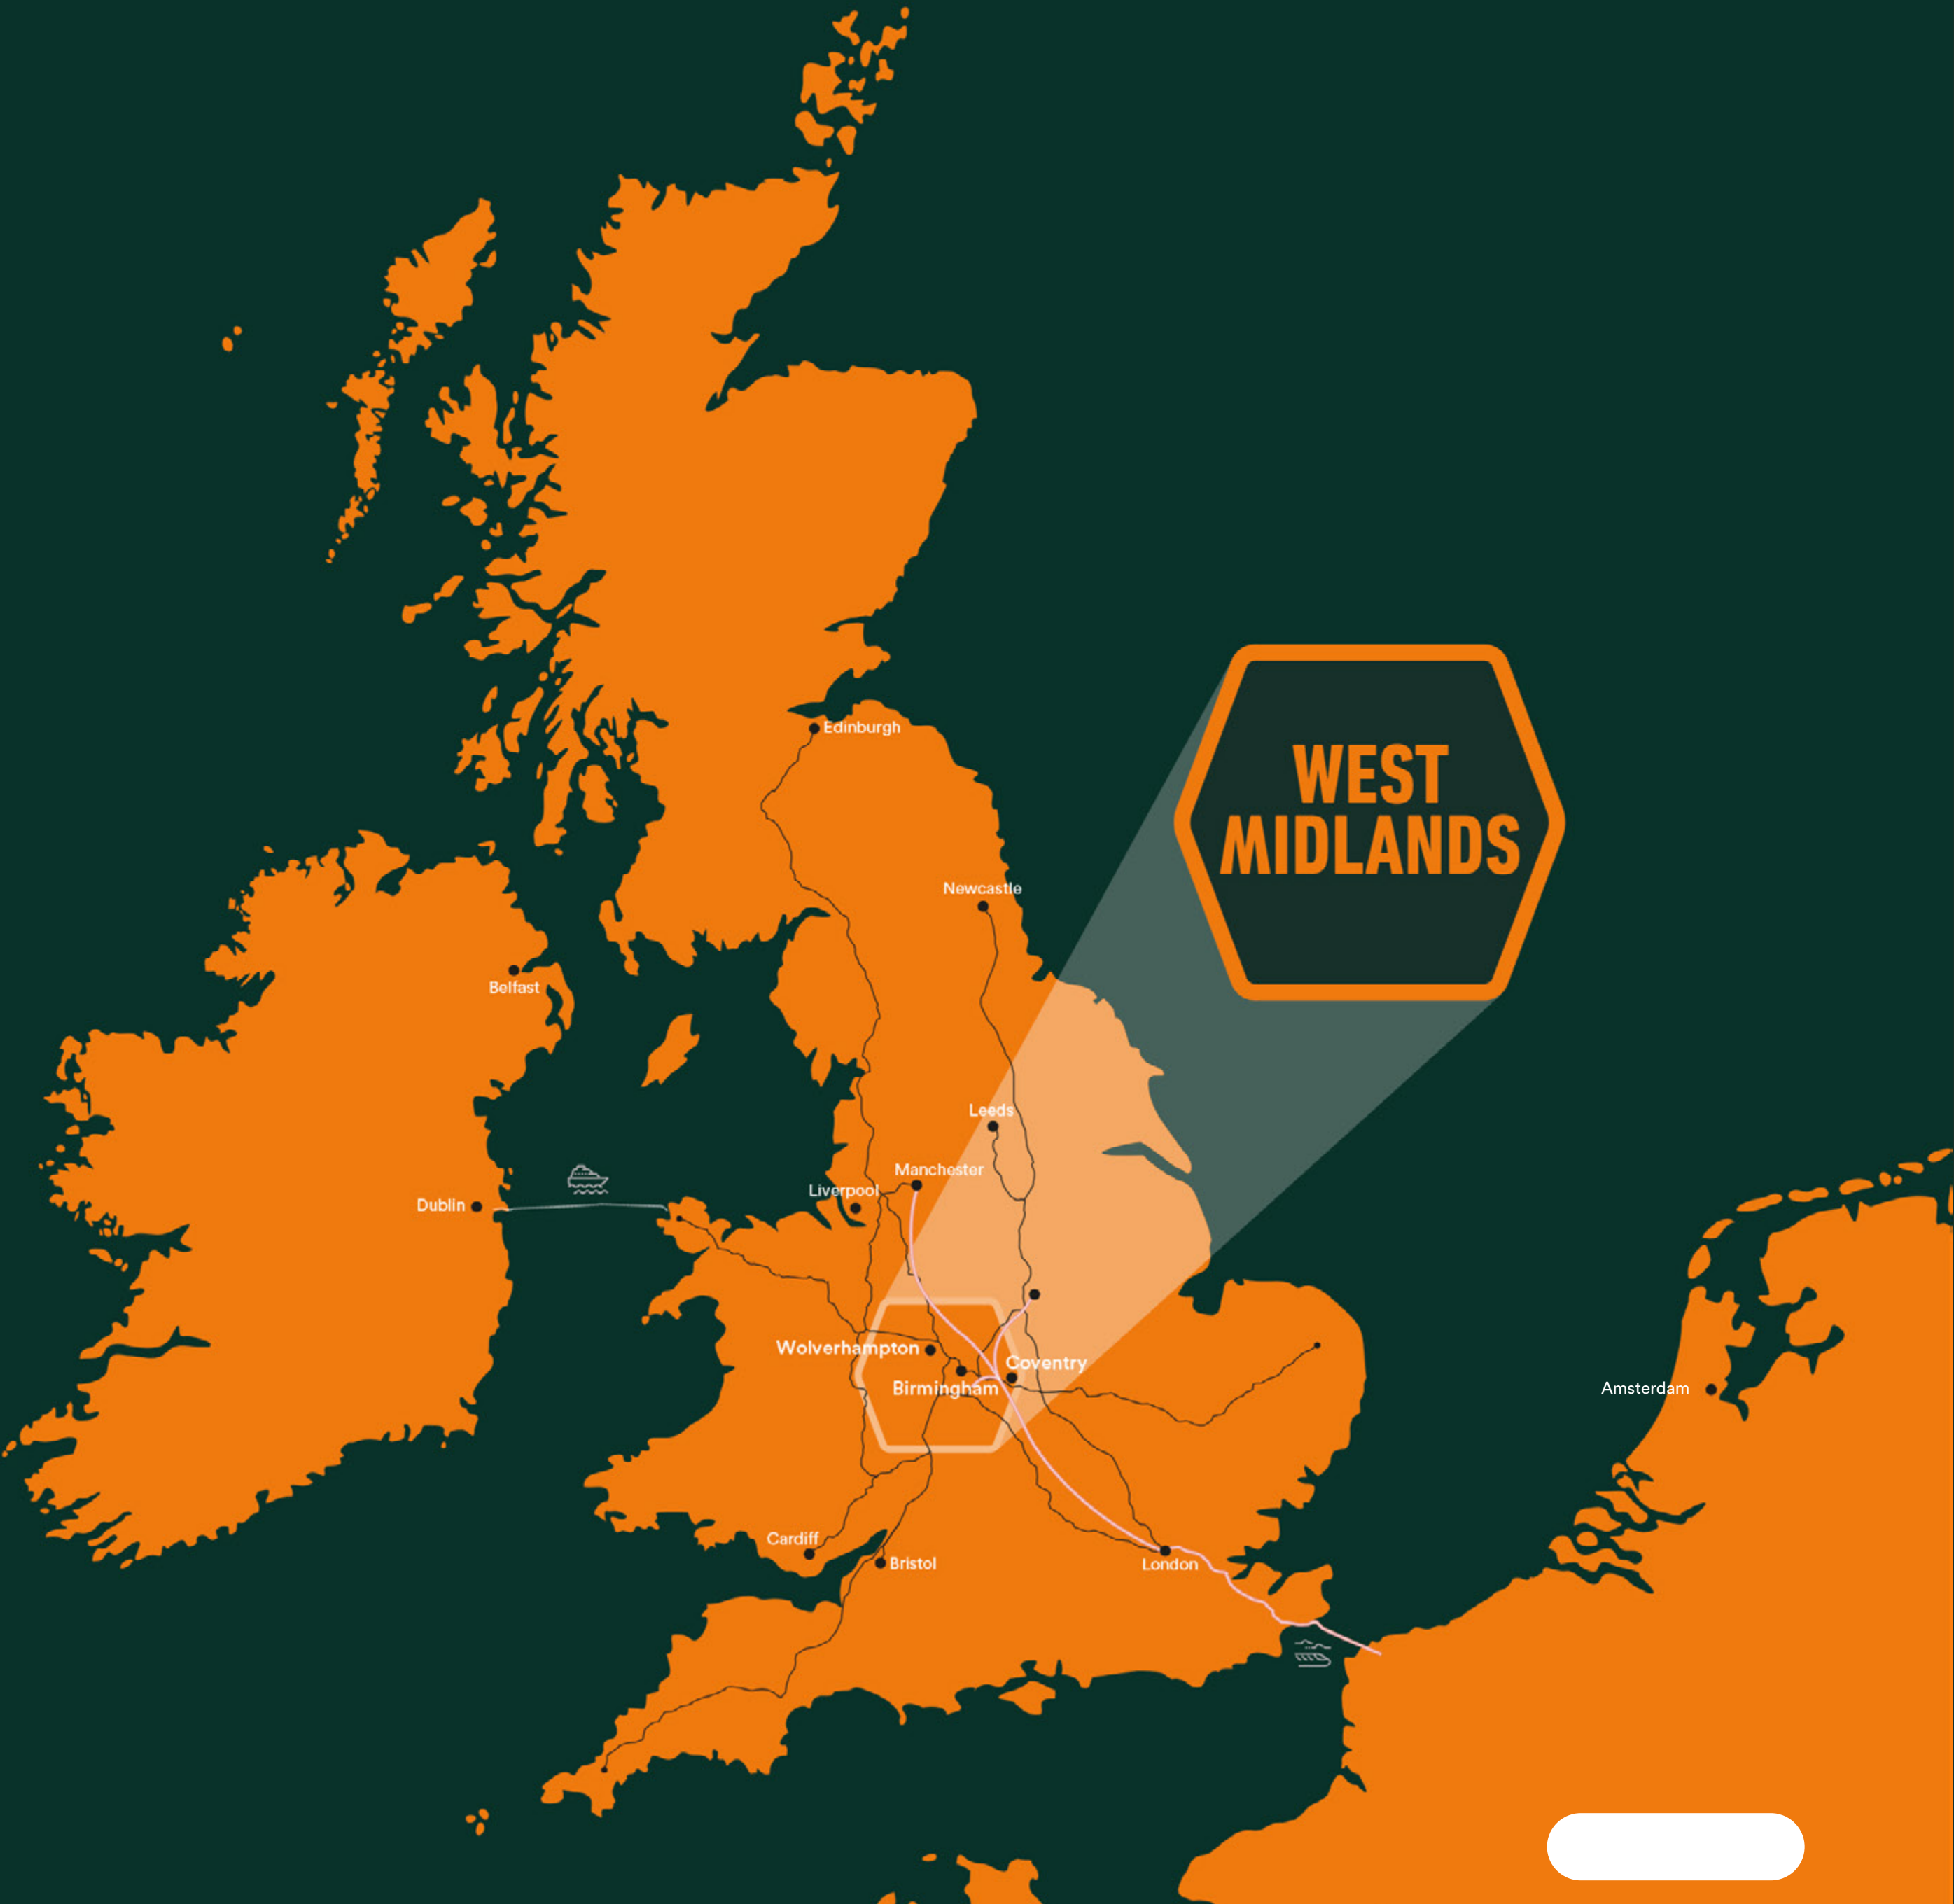 Edinburgh
WEST
MIDLANDS
Newcastle
Belfast
Leeds
Manchester
Liverpool
Dublin
Wolverhampton
Coventry
Birmingham
Amsterdam
Cardiff
Bristol
London